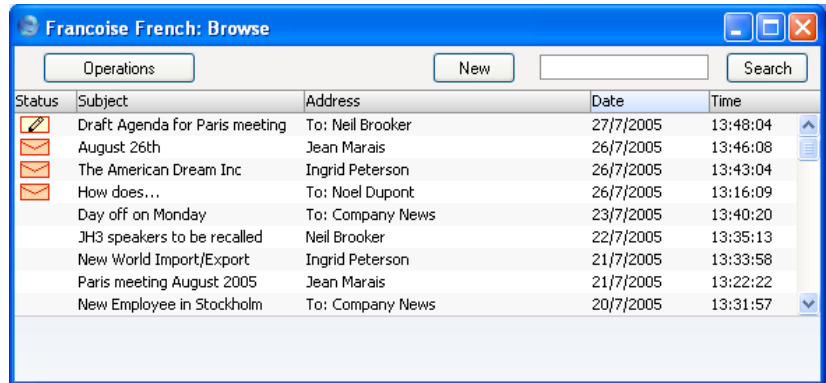 Francoise French: Browse
Operations New Search
Status Subject Address Date Time
Draft Agenda for Paris meeting To: Neil Brooker 27/7/2005 13:48:04
August 26th Jean Marais 26/7/2005 13:46:08
The American Dream Inc Ingrid Peterson 26/7/2005 13:43:04
How does... To: Noel Dupont 26/7/2005 13:16:09
Day off on Monday To: Company News 23/7/2005 13:40:20
JH3 speakers to be recalled Neil Brooker 22/7/2005 13:35:13
New World Import/Export Ingrid Peterson 21/7/2005 13:33:58
Paris meeting August 2005 Jean Marais 21/7/2005 13:22:22
New Employee in Stockholm To: Company News 20/7/2005 13:31:57